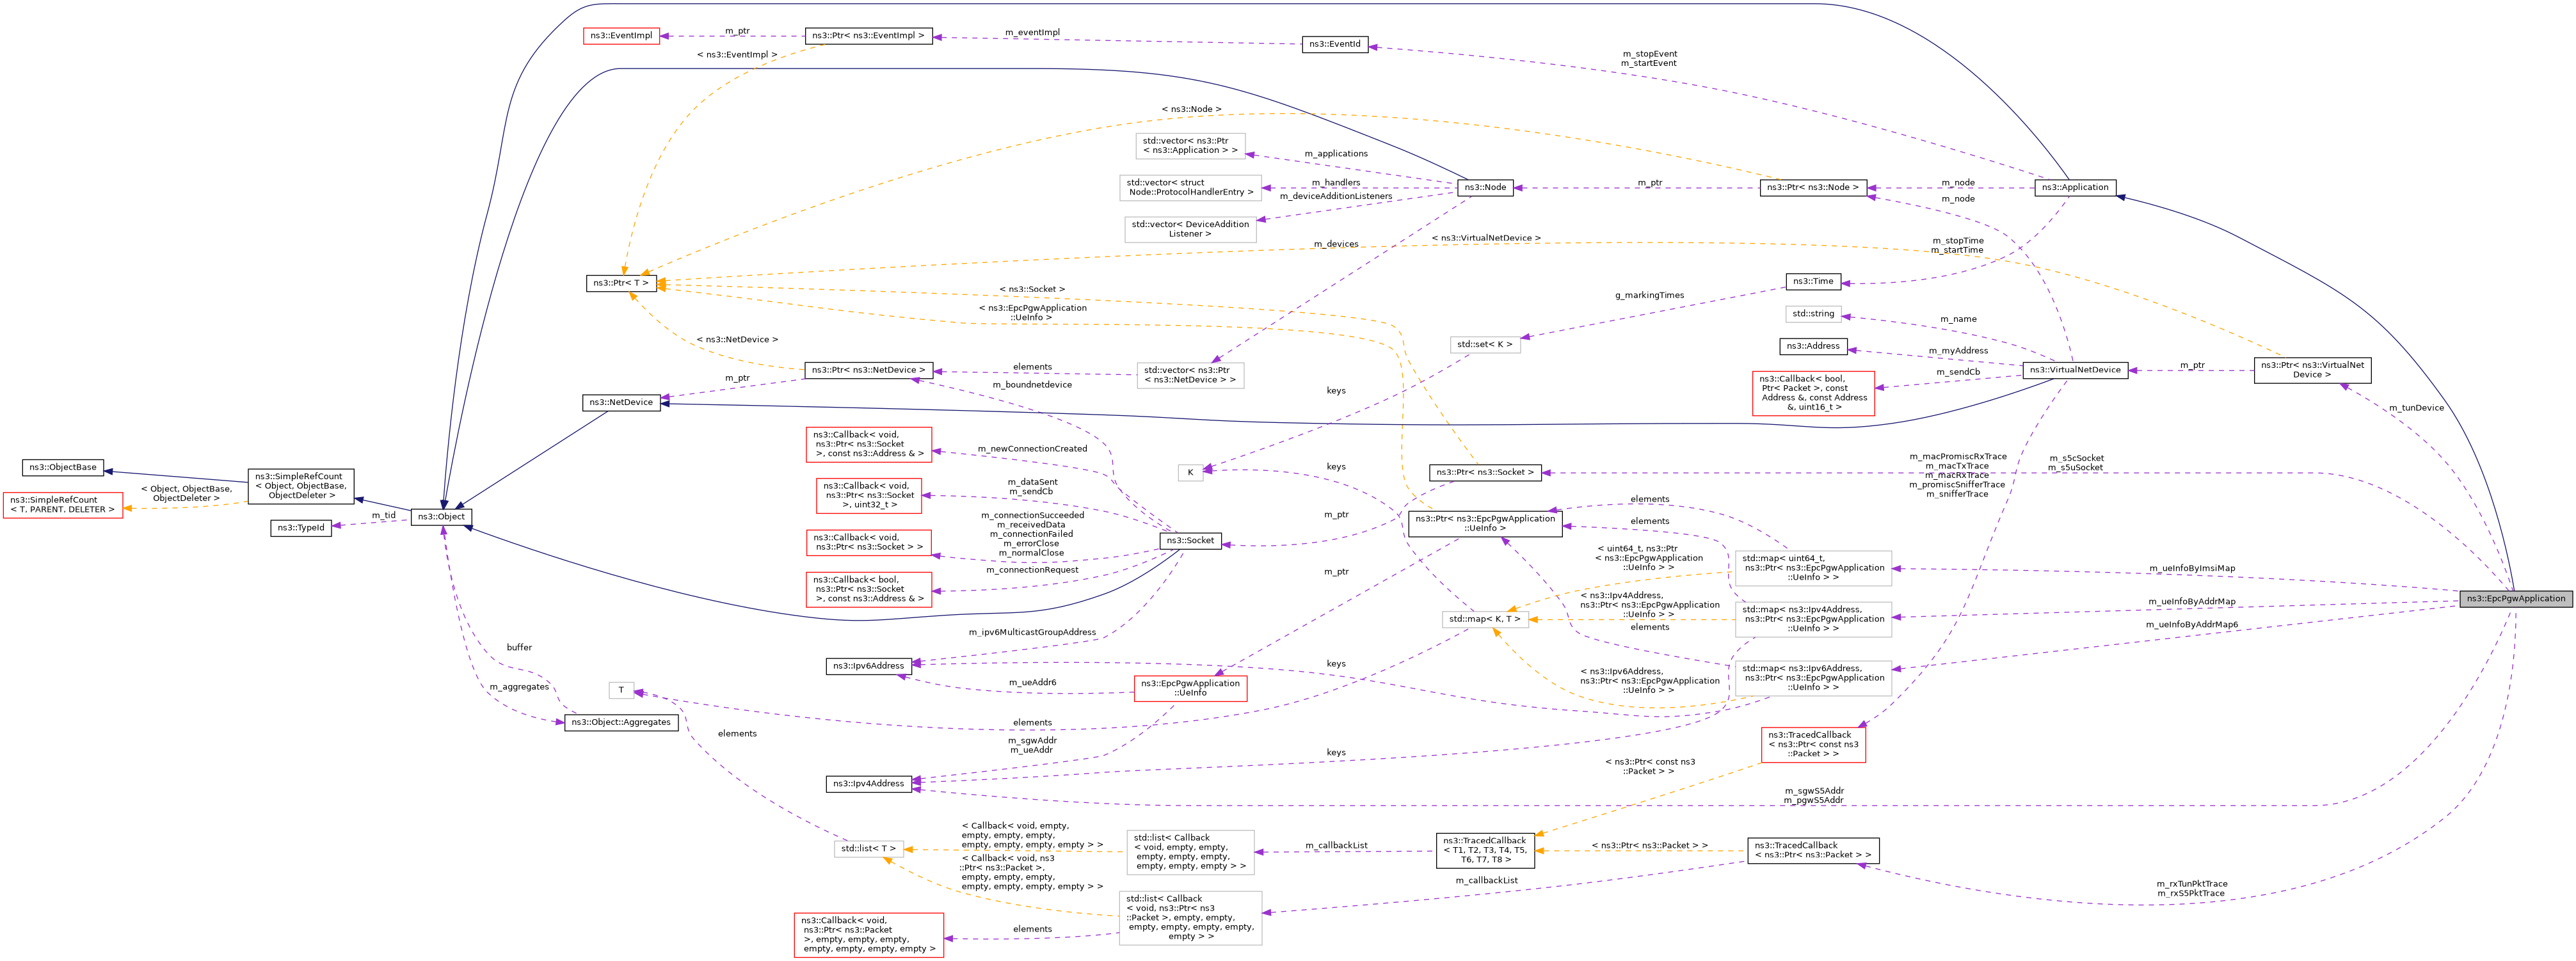 ns3::EventImpl
m_ptr
ns3::Ptr< ns3::EventImpl >
m_eventImpl
ns3::EventId
m_stopEvent
m_startEvent
< ns3::EventImpl >
< ns3::Node >
std::vector< ns3::Ptr
< ns3::Application > >
m_applications
std::vector< struct
Node::ProtocolHandlerEntry >
m_handlers
m_deviceAdditionListeners
ns3::Node
m_ptr
ns3::Ptr< ns3::Node >
m_node
m_node
ns3::Application
std::vector< DeviceAddition
Listener >
m_devices
< ns3::VirtualNetDevice >
m_stopTime
m_startTime
ns3::Ptr< T >
< ns3::Socket >
< ns3::EpcPgwApplication
::UeInfo >
g_markingTimes
ns3::Time
std::string
m_name
< ns3::NetDevice >
std::set< K >
ns3::Address
m_myAddress
ns3::Ptr< ns3::NetDevice >
elements
std::vector< ns3::Ptr
< ns3::NetDevice > >
m_ptr
m_boundnetdevice
keys
ns3::Callback< bool,
Ptr< Packet >, const
Address &, const Address
&, uint16_t >
m_sendCb
ns3::VirtualNetDevice
m_ptr
ns3::Ptr< ns3::VirtualNet
Device >
m_tunDevice
ns3::NetDevice
ns3::Callback< void,
ns3::Ptr< ns3::Socket
>, const ns3::Address & >
m_newConnectionCreated
ns3::ObjectBase
ns3::SimpleRefCount
< Object, ObjectBase,
ObjectDeleter >
< Object, ObjectBase,
ObjectDeleter >
ns3::SimpleRefCount
< T, PARENT, DELETER >
ns3::TypeId
m_tid
ns3::Object
ns3::Callback< void,
ns3::Ptr< ns3::Socket
>, uint32_t >
m_dataSent
m_sendCb
K
keys
ns3::Ptr< ns3::Socket >
m_macPromiscRxTrace
m_macTxTrace
m_macRxTrace
m_promiscSnifferTrace
m_snifferTrace
m_s5cSocket
m_s5uSocket
ns3::Callback< void,
ns3::Ptr< ns3::Socket > >
m_connectionSucceeded
m_receivedData
m_connectionFailed
m_errorClose
m_normalClose
ns3::Socket
m_ptr
ns3::Ptr< ns3::EpcPgwApplication
::UeInfo >
elements
elements
ns3::Callback< bool,
ns3::Ptr< ns3::Socket
>, const ns3::Address & >
m_connectionRequest
m_ptr
< uint64_t, ns3::Ptr
< ns3::EpcPgwApplication
::UeInfo > >
std::map< uint64_t,
ns3::Ptr< ns3::EpcPgwApplication
::UeInfo > >
m_ueInfoByImsiMap
std::map< K, T >
< ns3::Ipv4Address,
ns3::Ptr< ns3::EpcPgwApplication
::UeInfo > >
elements
std::map< ns3::Ipv4Address,
ns3::Ptr< ns3::EpcPgwApplication
::UeInfo > >
m_ueInfoByAddrMap
m_ueInfoByAddrMap6
ns3::EpcPgwApplication
buffer
m_aggregates
m_ipv6MulticastGroupAddress
ns3::Ipv6Address
m_ueAddr6
ns3::EpcPgwApplication
::UeInfo
keys
< ns3::Ipv6Address,
ns3::Ptr< ns3::EpcPgwApplication
::UeInfo > >
std::map< ns3::Ipv6Address,
ns3::Ptr< ns3::EpcPgwApplication
::UeInfo > >
T
ns3::Object::Aggregates
elements
elements
m_sgwAddr
m_ueAddr
keys
ns3::TracedCallback
< ns3::Ptr< const ns3
::Packet > >
ns3::Ipv4Address
< ns3::Ptr< const ns3
::Packet > >
m_sgwS5Addr
m_pgwS5Addr
std::list< T >
< Callback< void, empty,
empty, empty, empty,
empty, empty, empty, empty > >
std::list< Callback
< void, empty, empty,
empty, empty, empty,
empty, empty, empty > >
m_callbackList
ns3::TracedCallback
< T1, T2, T3, T4, T5,
T6, T7, T8 >
< ns3::Ptr< ns3::Packet > >
ns3::TracedCallback
< ns3::Ptr< ns3::Packet > >
< Callback< void, ns3
::Ptr< ns3::Packet >,
empty, empty, empty,
empty, empty, empty, empty > >
m_callbackList
m_rxTunPktTrace
m_rxS5PktTrace
std::list< Callback
< void, ns3::Ptr< ns3
::Packet >, empty, empty,
empty, empty, empty, empty,
empty > >
elements
ns3::Callback< void,
ns3::Ptr< ns3::Packet
>, empty, empty, empty,
empty, empty, empty, empty >